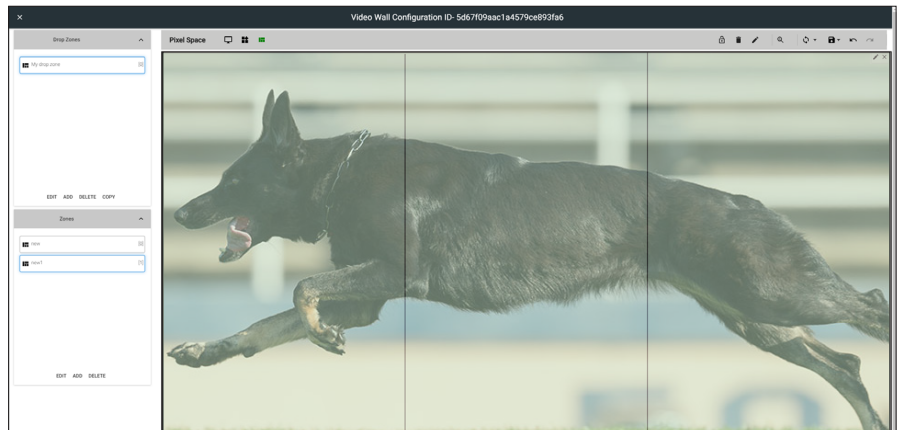 Video Wall Configuration ID- 5d67f09aac1a4579ce893fa6
Drop Zones
My drop zone
EDIT ADD DELETE COPY
Zones
new
new1
EDIT ADD DELETE
Pixel Space